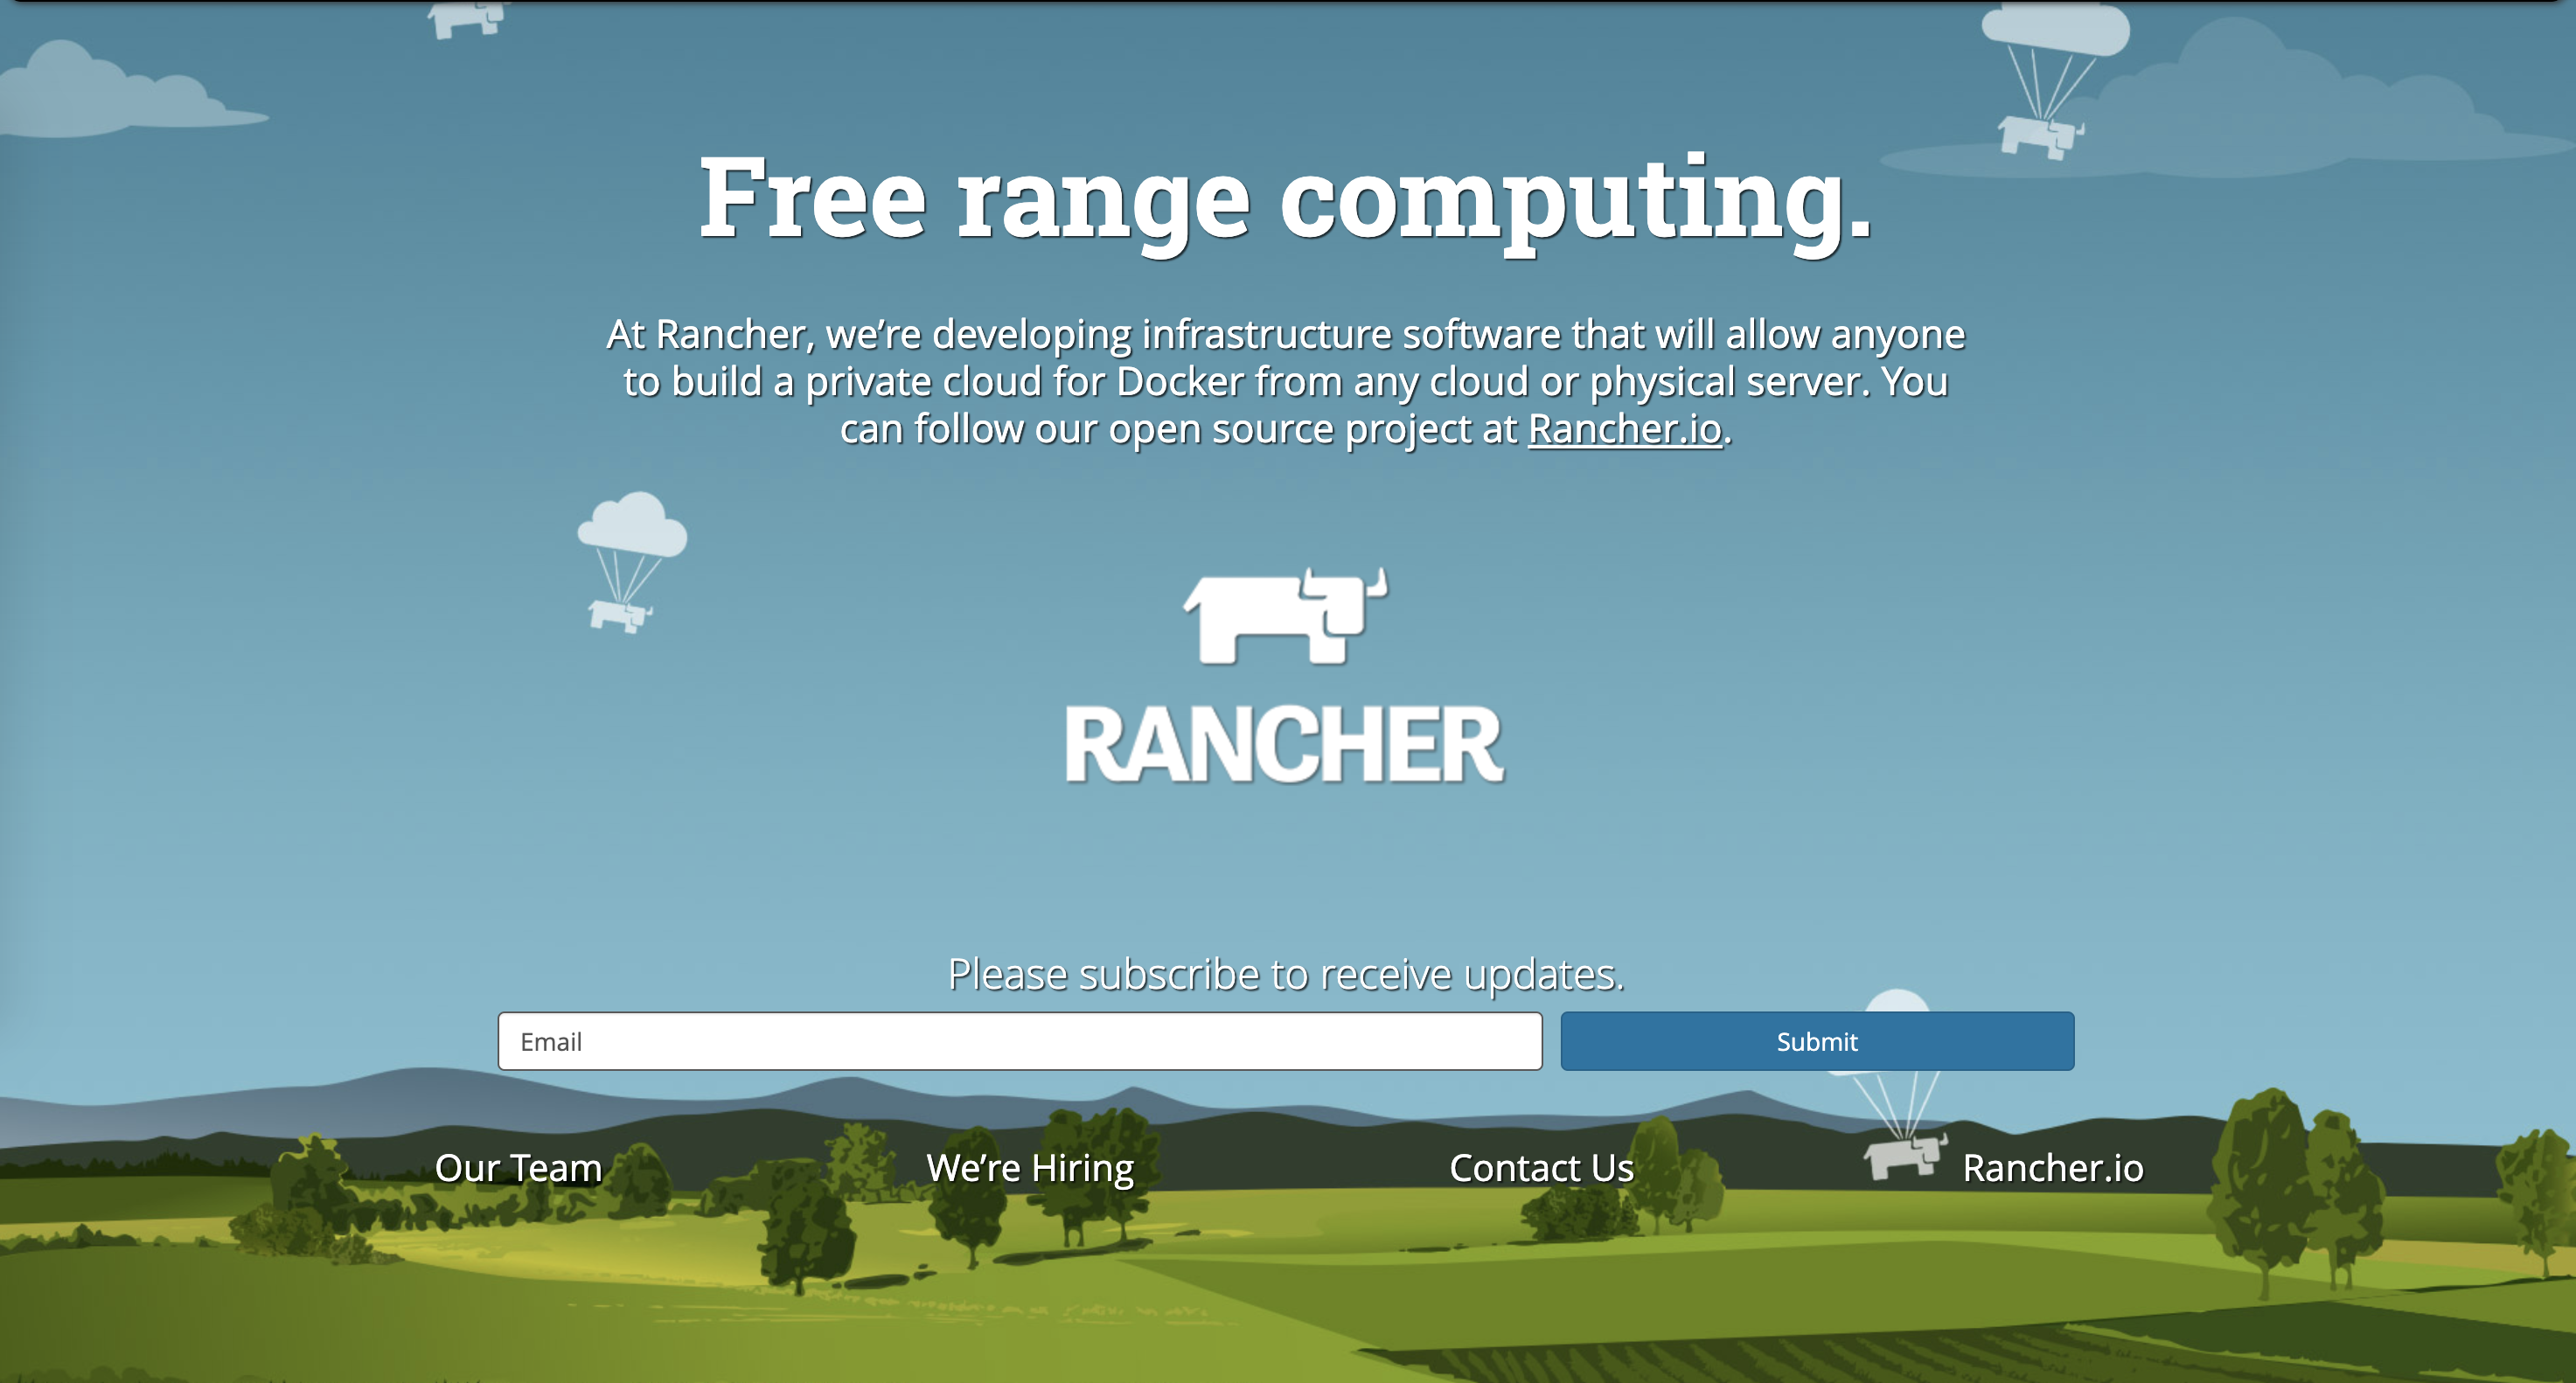 Free range computing.
At Rancher, we’re developing infrastructure software that will allow anyone
to build a private cloud for Docker from any cloud or physical server. You
can follow our open source project at Rancher.io.
RANCHER
Please subscribe to receive updates.
Email
Submit
Our Team
We’re Hiring
Contact Us
Rancher.io